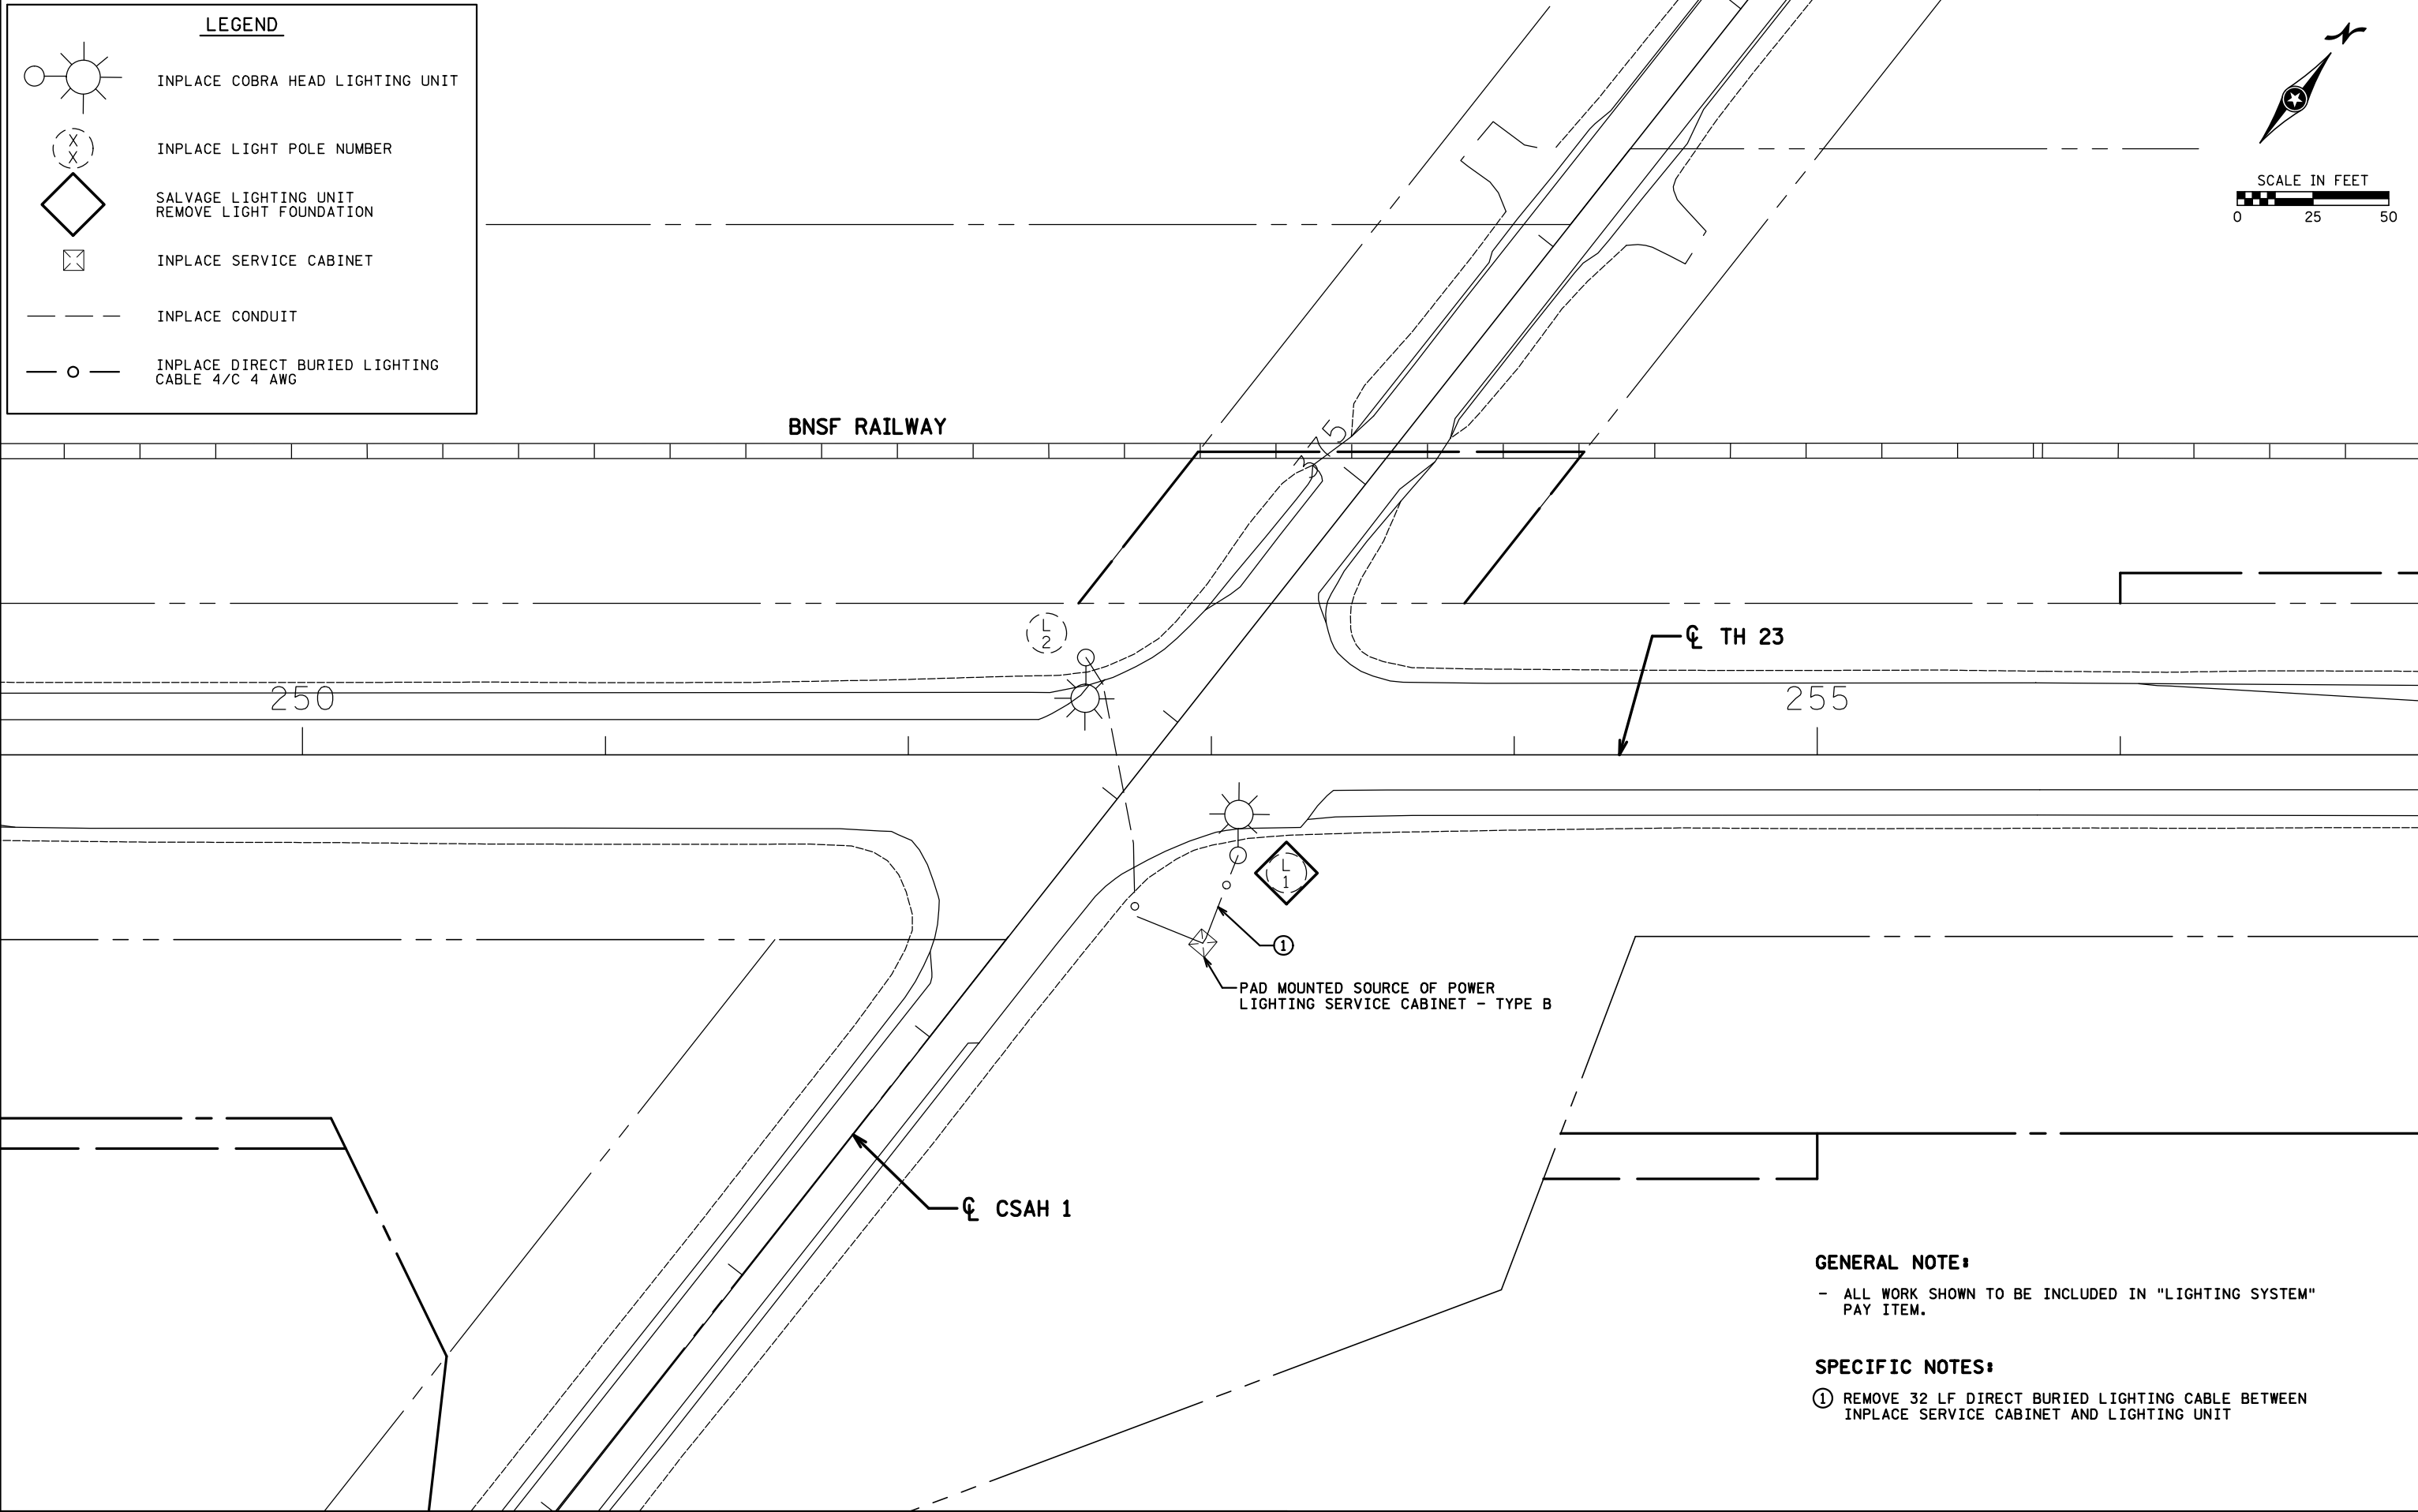 LEGEND
INPLACE COBRA HEAD LIGHTING UNIT
X
X
INPLACE LIGHT POLE NUMBER
SALVAGE LIGHTING UNIT
REMOVE LIGHT FOUNDATION
INPLACE SERVICE CABINET
INPLACE CONDUIT
INPLACE DIRECT BURIED LIGHTING
CABLE 4/C 4 AWG
N
SCALE IN FEET
0 25 50
BNSF RAILWAY
L
2
℄ TH 23
250
255
L
1
1
PAD MOUNTED SOURCE OF POWER
LIGHTING SERVICE CABINET - TYPE B
℄ CSAH 1
GENERAL NOTE:
- ALL WORK SHOWN TO BE INCLUDED IN "LIGHTING SYSTEM"
PAY ITEM.
SPECIFIC NOTES:
1 REMOVE 32 LF DIRECT BURIED LIGHTING CABLE BETWEEN
INPLACE SERVICE CABINET AND LIGHTING UNIT